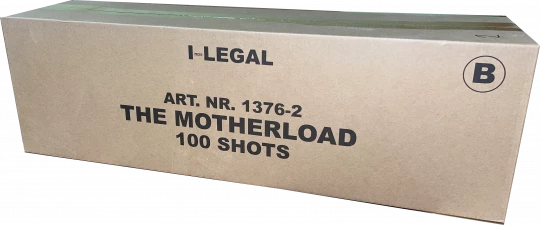 I-LEGAL
B
ART. NR. 1376-2
THE MOTHERLOAD
100 SHOTS